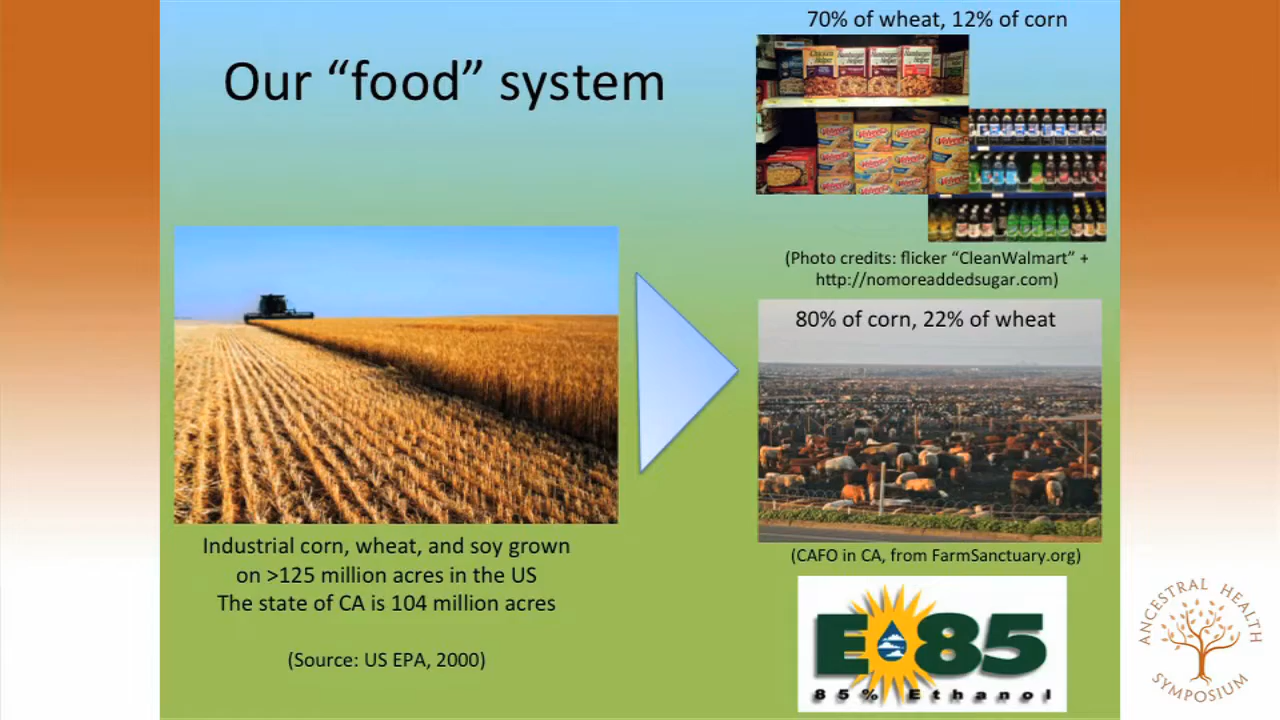 Our “food” system
70% of wheat, 12% of corn
(Photo credits: flicker “CleanWalmart” +
http://nomoreaddedsugar.com)
80% of corn, 22% of wheat
(CAFO in CA, from FarmSanctuary.org)
Industrial corn, wheat, and soy grown
on >125 million acres in the US
The state of CA is 104 million acres
(Source: US EPA, 2000)
E85
85% Ethanol
ANCESTRAL HEALTH
SYMPOSIUM
Velveeta
Velveeta
Velveeta